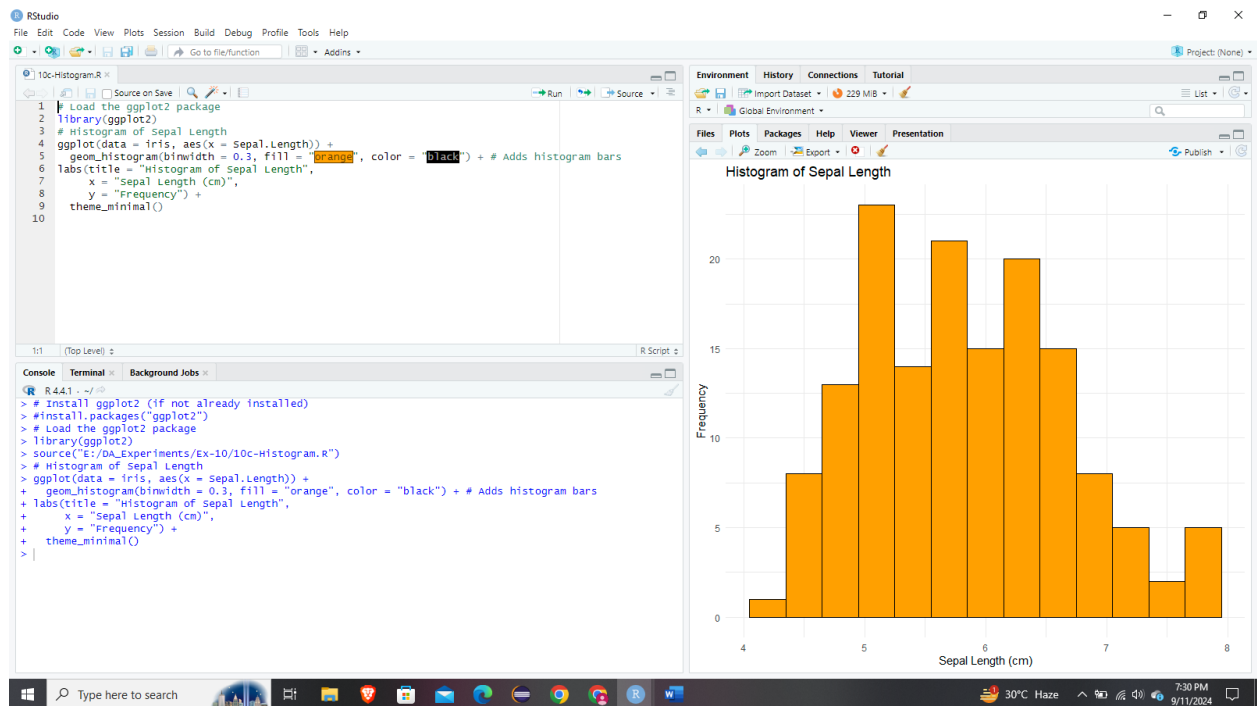 RStudio
File Edit Code View Plots Session Build Debug Profile Tools Help
Go to file/function Addins
Project: (None)
10c-Histogram.R
Source on Save Run Source
1 # Load the ggplot2 package
2 library(ggplot2)
3 # Histogram of Sepal Length
4 ggplot(data = iris, aes(x = Sepal.Length)) +
5 geom_histogram(binwidth = 0.3, fill = "orange", color = "black") + # Adds histogram bars
6 labs(title = "Histogram of Sepal Length",
7 x = "Sepal Length (cm)",
8 y = "Frequency") +
9 theme_minimal()
10
1:1 (Top Level) R Script
Console Terminal Background Jobs
R 4.4.1 · ~/
> # Install ggplot2 (if not already installed)
> #install.packages("ggplot2")
> # Load the ggplot2 package
> library(ggplot2)
> source("E:/DA_Experiments/Ex-10/10c-Histogram.R")
> # Histogram of Sepal Length
> ggplot(data = iris, aes(x = Sepal.Length)) +
+ geom_histogram(binwidth = 0.3, fill = "orange", color = "black") + # Adds histogram bars
+ labs(title = "Histogram of Sepal Length",
+ x = "Sepal Length (cm)",
+ y = "Frequency") +
+ theme_minimal()
>
Environment History Connections Tutorial
Import Dataset 229 MiB List
R Global Environment
Files Plots Packages Help Viewer Presentation
Zoom Export Publish
Histogram of Sepal Length
Frequency
20
15
10
5
0
4 5 6 7 8
Sepal Length (cm)
Type here to search
30°C Haze
7:30 PM
9/11/2024